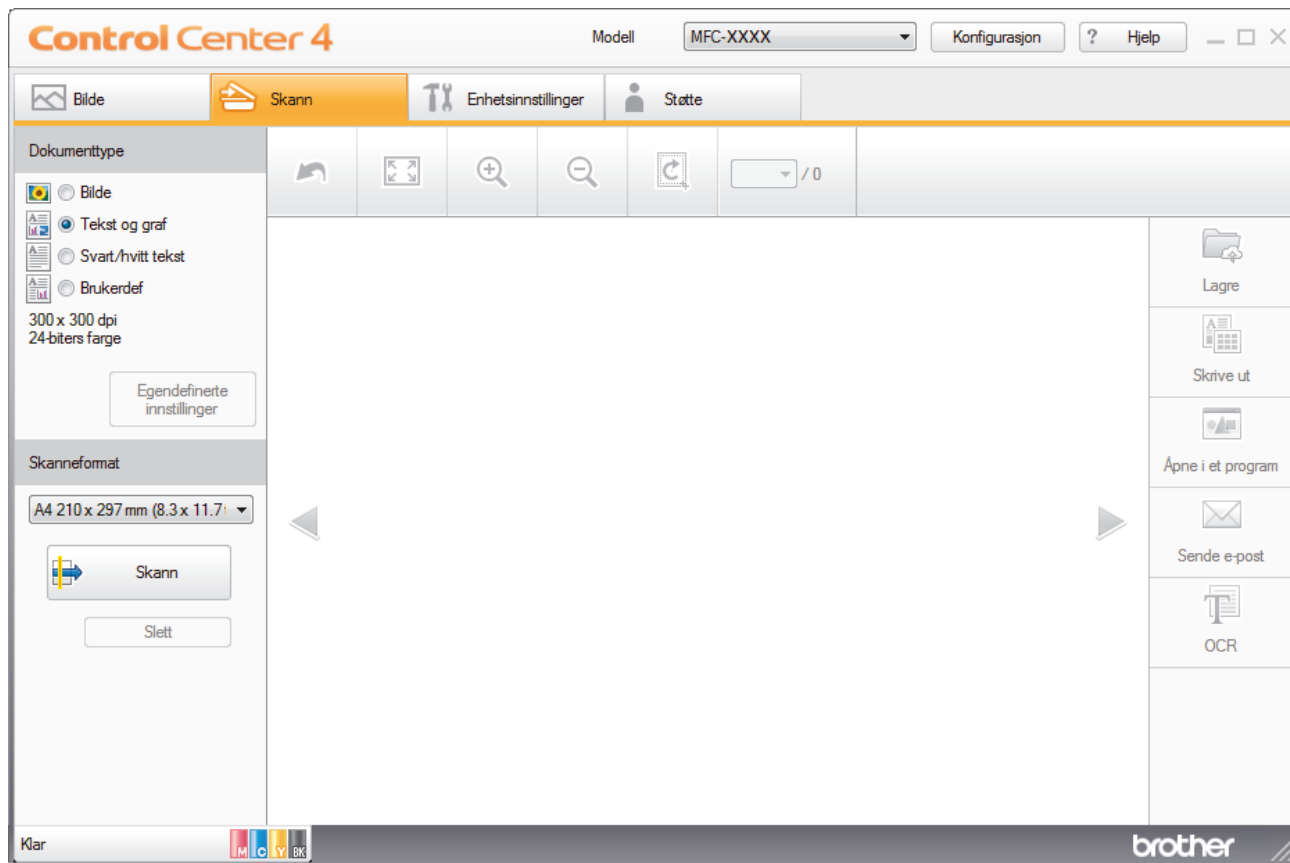 Control Center 4
Modell
MFC-XXXX
Konfigurasjon
? Hjelp
Bilde
Skann
Enhetsinnstillinger
Støtte
Dokumenttype
Bilde
Tekst og graf
Svart/hvitt tekst
Brukerdef
300 x 300 dpi
24-biters farge
Egendefinerte
innstillinger
Skanneformat
A4 210 x 297 mm (8.3 x 11.7
Skann
Slett
/ 0
Lagre
Skrive ut
Åpne i et program
Sende e-post
OCR
Klar
M C Y BK
brother